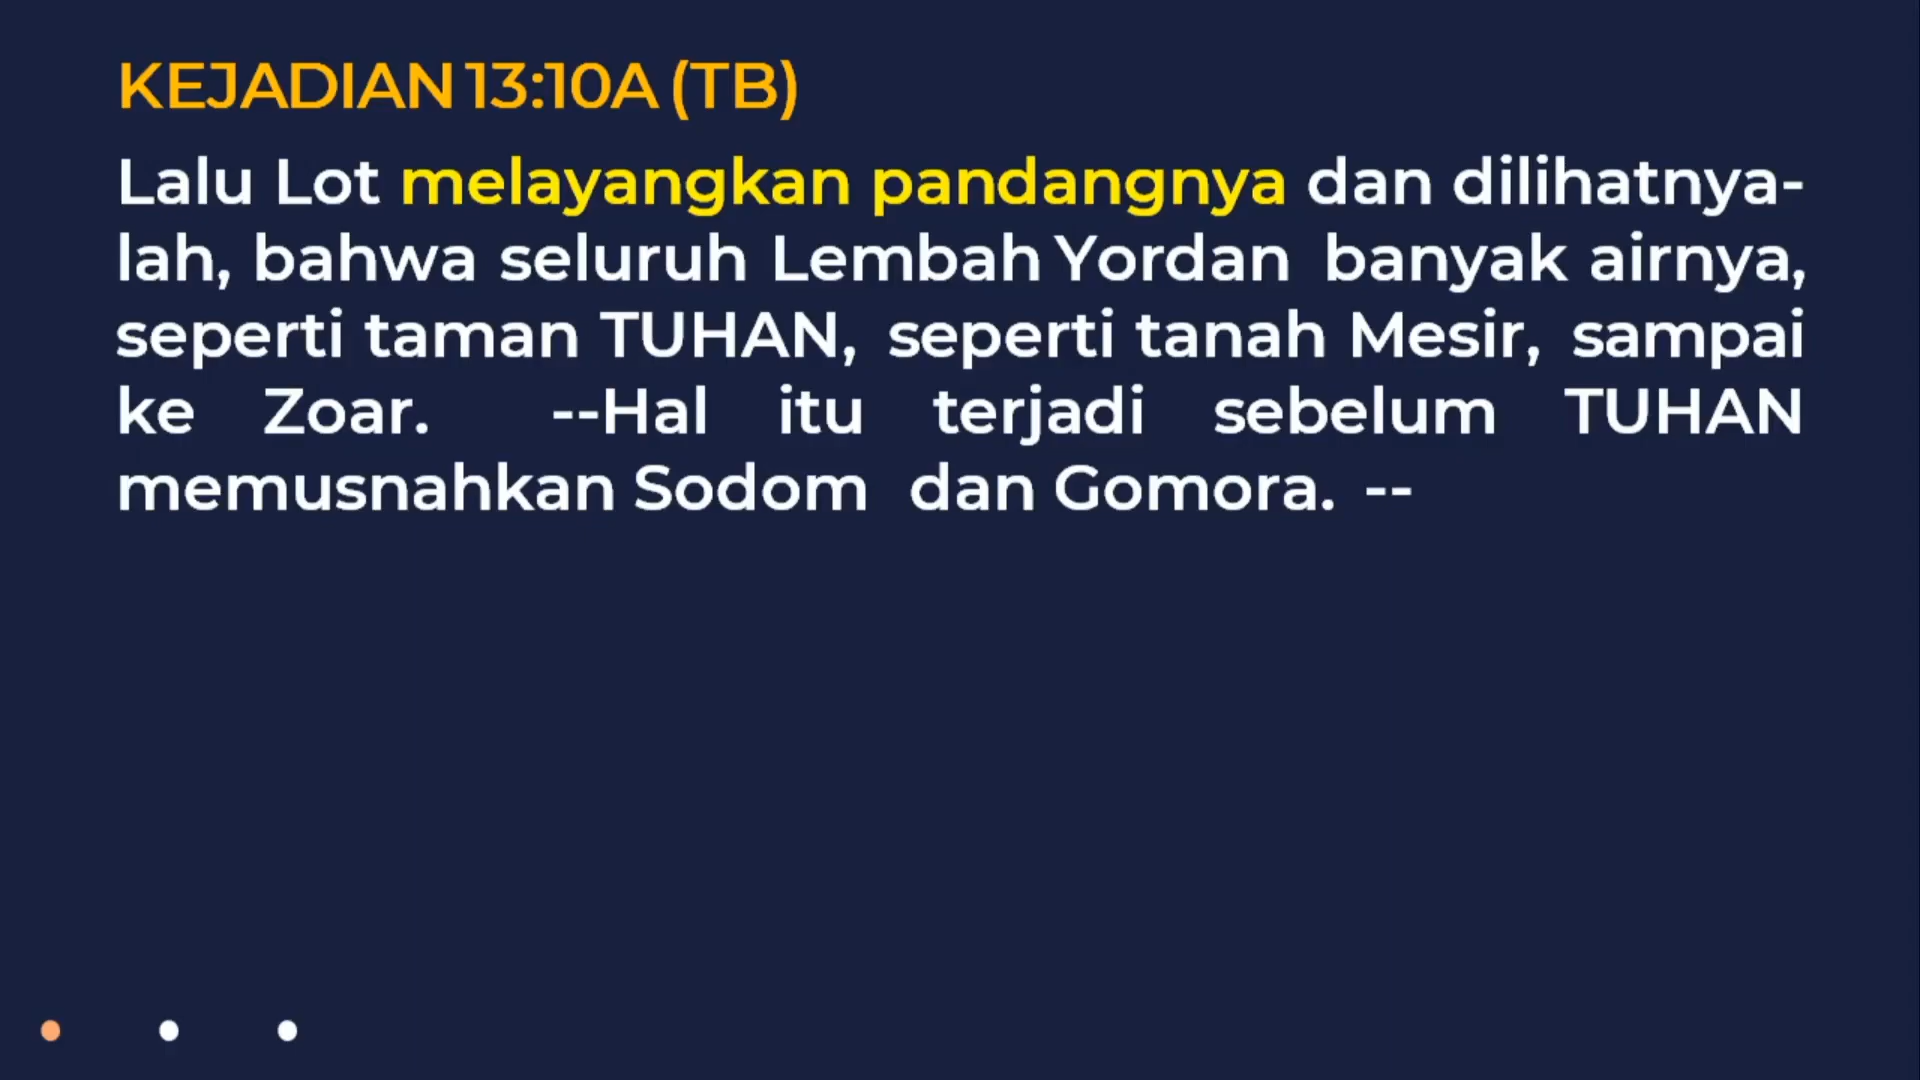 KEJADIAN 13:10A (TB)
Lalu Lot melayangkan pandangnya dan dilihatnya-
lah, bahwa seluruh Lembah Yordan banyak airnya,
seperti taman TUHAN, seperti tanah Mesir, sampai
ke Zoar. --Hal itu terjadi sebelum TUHAN
memusnahkan Sodom dan Gomora. --